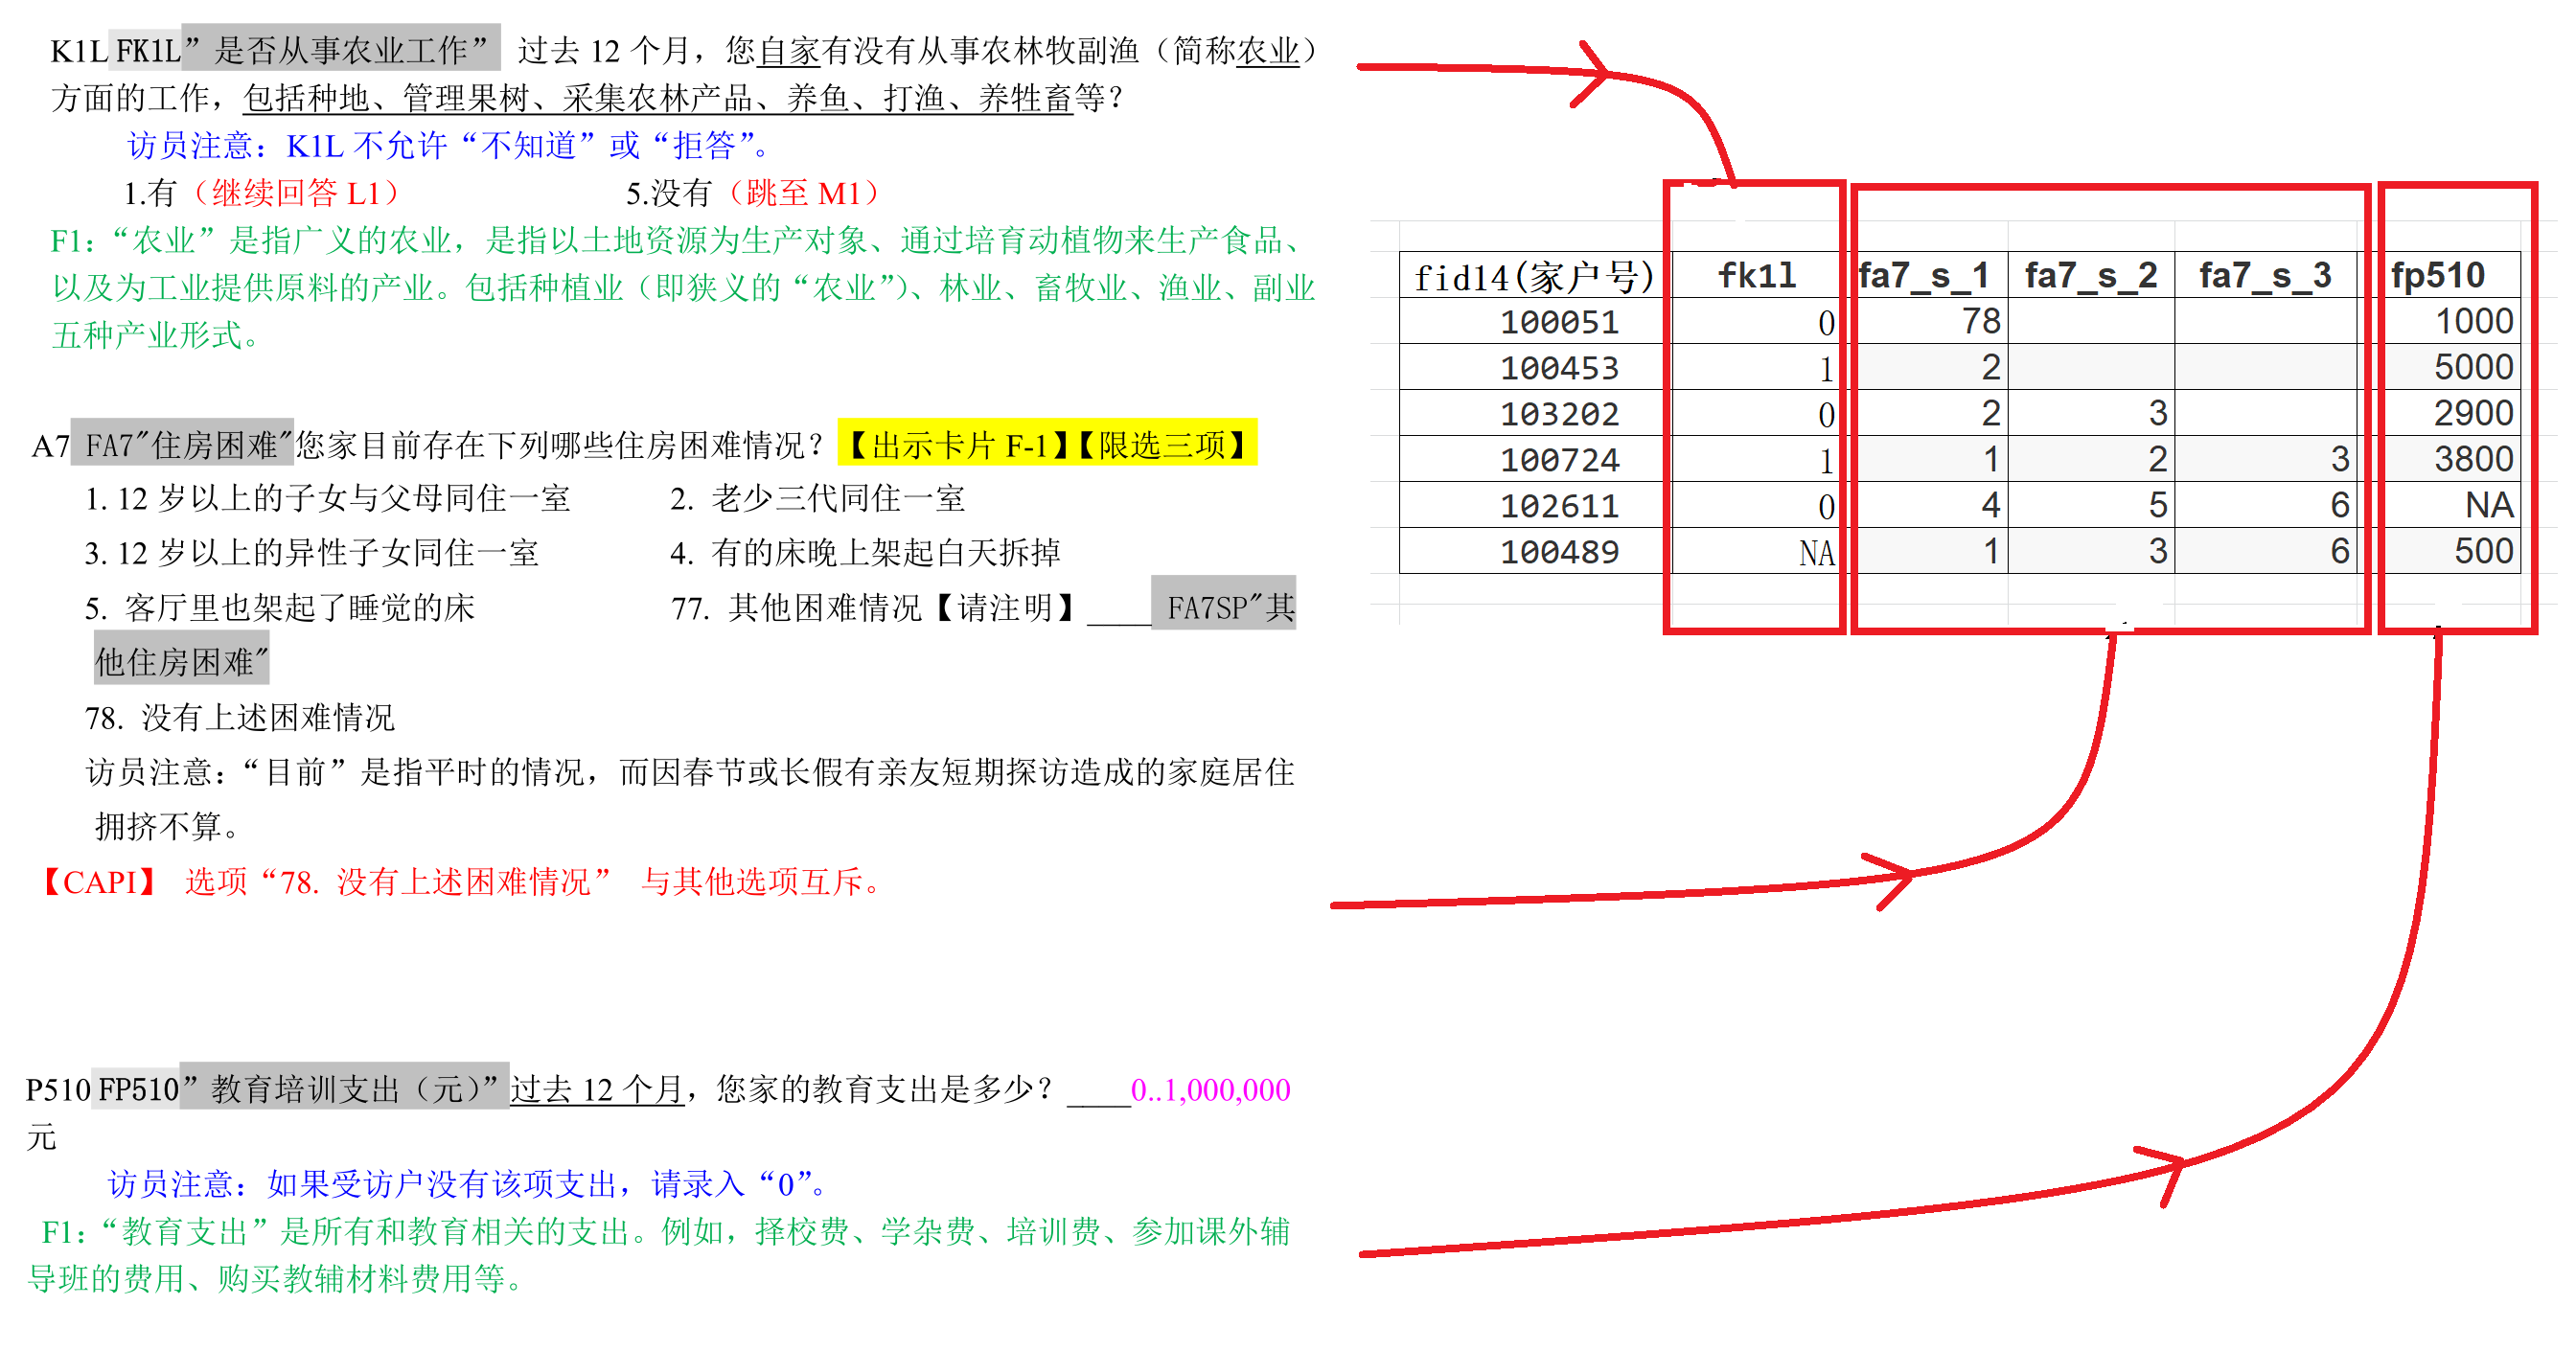 K1L FK1L”是否从事农业工作” 过去 12 个月，您自家有没有从事农林牧副渔（简称农业）
方面的工作，包括种地、管理果树、采集农林产品、养鱼、打渔、养牲畜等？
访员注意：K1L 不允许“不知道”或“拒答”。
1.有（继续回答 L1） 5.没有（跳至 M1）
F1：“农业”是指广义的农业，是指以土地资源为生产对象、通过培育动植物来生产食品、
以及为工业提供原料的产业。包括种植业（即狭义的“农业”）、林业、畜牧业、渔业、副业
五种产业形式。
A7 FA7"住房困难"您家目前存在下列哪些住房困难情况？【出示卡片 F-1】【限选三项】
1. 12 岁以上的子女与父母同住一室 2. 老少三代同住一室
3. 12 岁以上的异性子女同住一室 4. 有的床晚上架起白天拆掉
5. 客厅里也架起了睡觉的床 77. 其他困难情况【请注明】____ FA7SP"其
他住房困难"
78. 没有上述困难情况
访员注意：“目前”是指平时的情况，而因春节或长假有亲友短期探访造成的家庭居住
拥挤不算。
【CAPI】 选项“78. 没有上述困难情况” 与其他选项互斥。
P510 FP510”教育培训支出（元）”过去 12 个月，您家的教育支出是多少？____0..1,000,000
元
访员注意：如果受访户没有该项支出，请录入“0”。
F1：“教育支出”是所有和教育相关的支出。例如，择校费、学杂费、培训费、参加课外辅
导班的费用、购买教辅材料费用等。
fid14(家户号) fk1l fa7_s_1 fa7_s_2 fa7_s_3 fp510
100051 0 78 1000
100453 1 2 5000
103202 0 2 3 2900
100724 1 1 2 3 3800
102611 0 4 5 6 NA
100489 NA 1 3 6 500